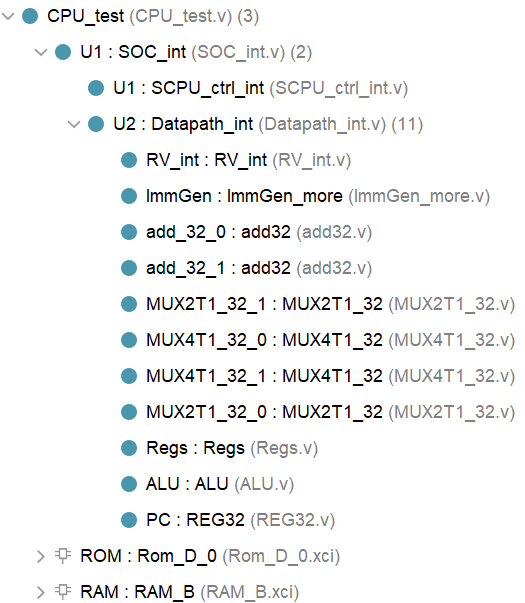 CPU_test (CPU_test.v) (3)
U1 : SOC_int (SOC_int.v) (2)
U1 : SCPU_ctrl_int (SCPU_ctrl_int.v)
U2 : Datapath_int (Datapath_int.v) (11)
RV_int : RV_int (RV_int.v)
ImmGen : ImmGen_more (ImmGen_more.v)
add_32_0 : add32 (add32.v)
add_32_1 : add32 (add32.v)
MUX2T1_32_1 : MUX2T1_32 (MUX2T1_32.v)
MUX4T1_32_0 : MUX4T1_32 (MUX4T1_32.v)
MUX4T1_32_1 : MUX4T1_32 (MUX4T1_32.v)
MUX2T1_32_0 : MUX2T1_32 (MUX2T1_32.v)
Regs : Regs (Regs.v)
ALU : ALU (ALU.v)
PC : REG32 (REG32.v)
ROM : Rom_D_0 (Rom_D_0.xci)
RAM : RAM_B (RAM_B.xci)